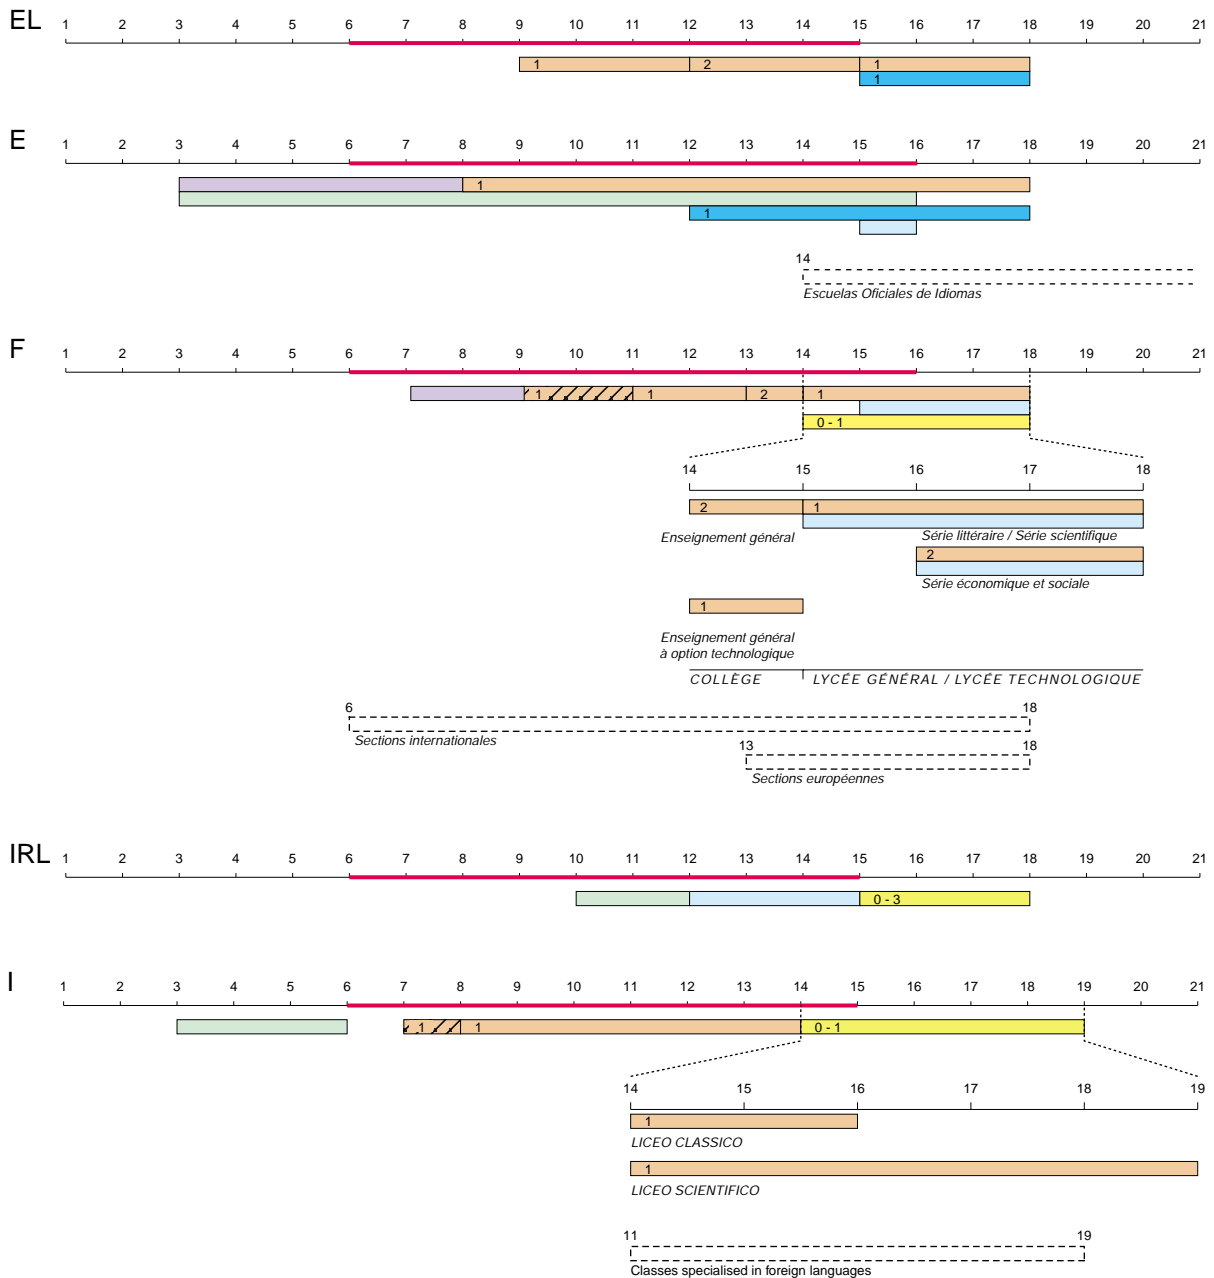 EL 1 2 3 4 5 6 7 8 9 10 11 12 13 14 15 16 17 18 19 20 21
1 2 1
1
E 1 2 3 4 5 6 7 8 9 10 11 12 13 14 15 16 17 18 19 20 21
1
1
14
Escuelas Oficiales de Idiomas
F 1 2 3 4 5 6 7 8 9 10 11 12 13 14 15 16 17 18 19 20 21
1 1 2 1
0 - 1
14 15 16 17 18
2 1
Enseignement général Série littéraire / Série scientifique
2
Série économique et sociale
1
Enseignement général
à option technologique
COLLÈGE LYCÉE GÉNÉRAL / LYCÉE TECHNOLOGIQUE
6 18
Sections internationales
13 18
Sections européennes
IRL 1 2 3 4 5 6 7 8 9 10 11 12 13 14 15 16 17 18 19 20 21
0 - 3
I 1 2 3 4 5 6 7 8 9 10 11 12 13 14 15 16 17 18 19 20 21
1 1 0 - 1
14 15 16 17 18 19
1
LICEO CLASSICO
1
LICEO SCIENTIFICO
11 19
Classes specialised in foreign languages